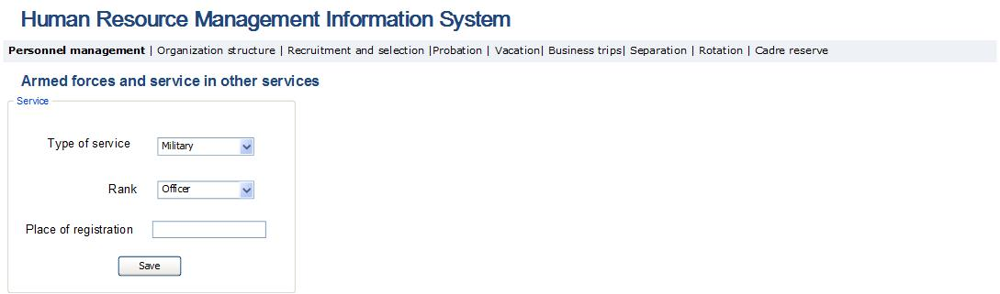 Human Resource Management Information System
Personnel management | Organization structure | Recruitment and selection |Probation | Vacation| Business trips| Separation | Rotation | Cadre reserve
Armed forces and service in other services
Service
Type of service Military
Rank Officer
Place of registration
Save